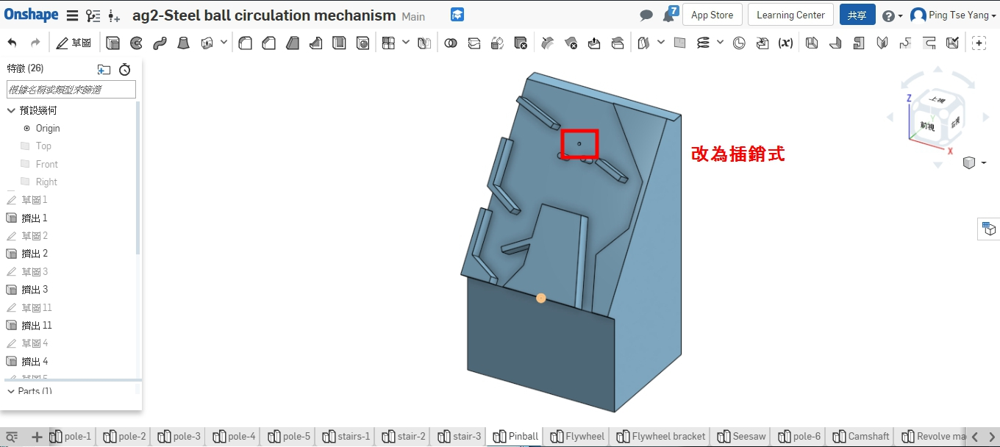 Onshape
ag2-Steel ball circulation mechanism Main
7
App Store
Learning Center
共享
Ping Tse Yang
草圖
(x)
特徵 (26)
根據名稱或類型來篩選
預設幾何
Origin
Top
Front
Right
草圖 1
擠出 1
草圖 2
擠出 2
草圖 3
擠出 3
草圖 11
擠出 11
草圖 4
擠出 4
草圖 5
Parts (1)
改為插銷式
Z
上視
前視
右視
Y
X
pole-1
pole-2
pole-3
pole-4
pole-5
stairs-1
stair-2
stair-3
Pinball
Flywheel
Flywheel bracket
Seesaw
pole-6
Camshaft
Revolve ma